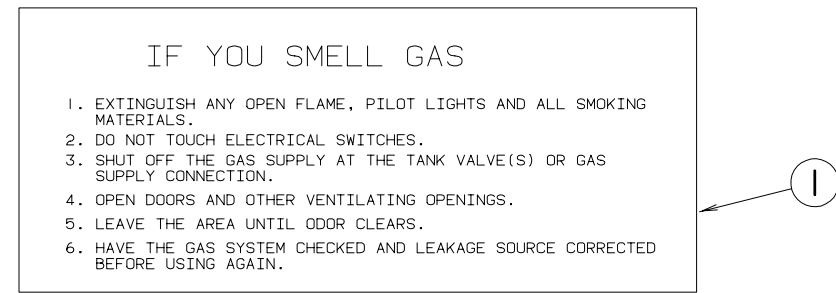 IF YOU SMELL GAS
1. EXTINGUISH ANY OPEN FLAME, PILOT LIGHTS AND ALL SMOKING
MATERIALS.
2. DO NOT TOUCH ELECTRICAL SWITCHES.
3. SHUT OFF THE GAS SUPPLY AT THE TANK VALVE(S) OR GAS
SUPPLY CONNECTION.
4. OPEN DOORS AND OTHER VENTILATING OPENINGS.
1
5. LEAVE THE AREA UNTIL ODOR CLEARS.
6. HAVE THE GAS SYSTEM CHECKED AND LEAKAGE SOURCE CORRECTED
BEFORE USING AGAIN.